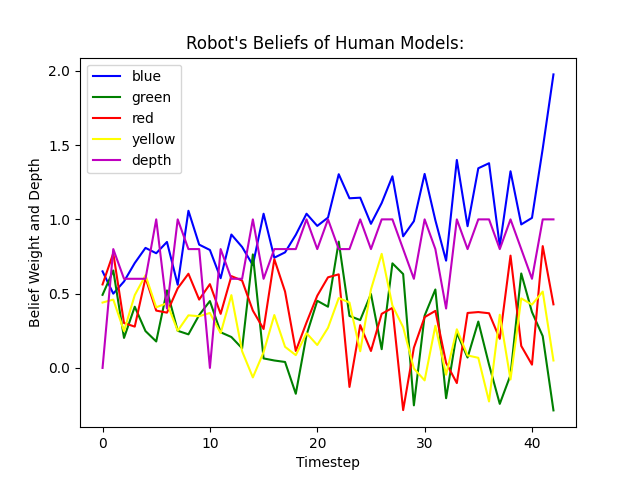 Robot's Beliefs of Human Models:
blue
green
red
yellow
depth
Belief Weight and Depth
2.0
1.5
1.0
0.5
0.0
0 10 20 30 40
Timestep